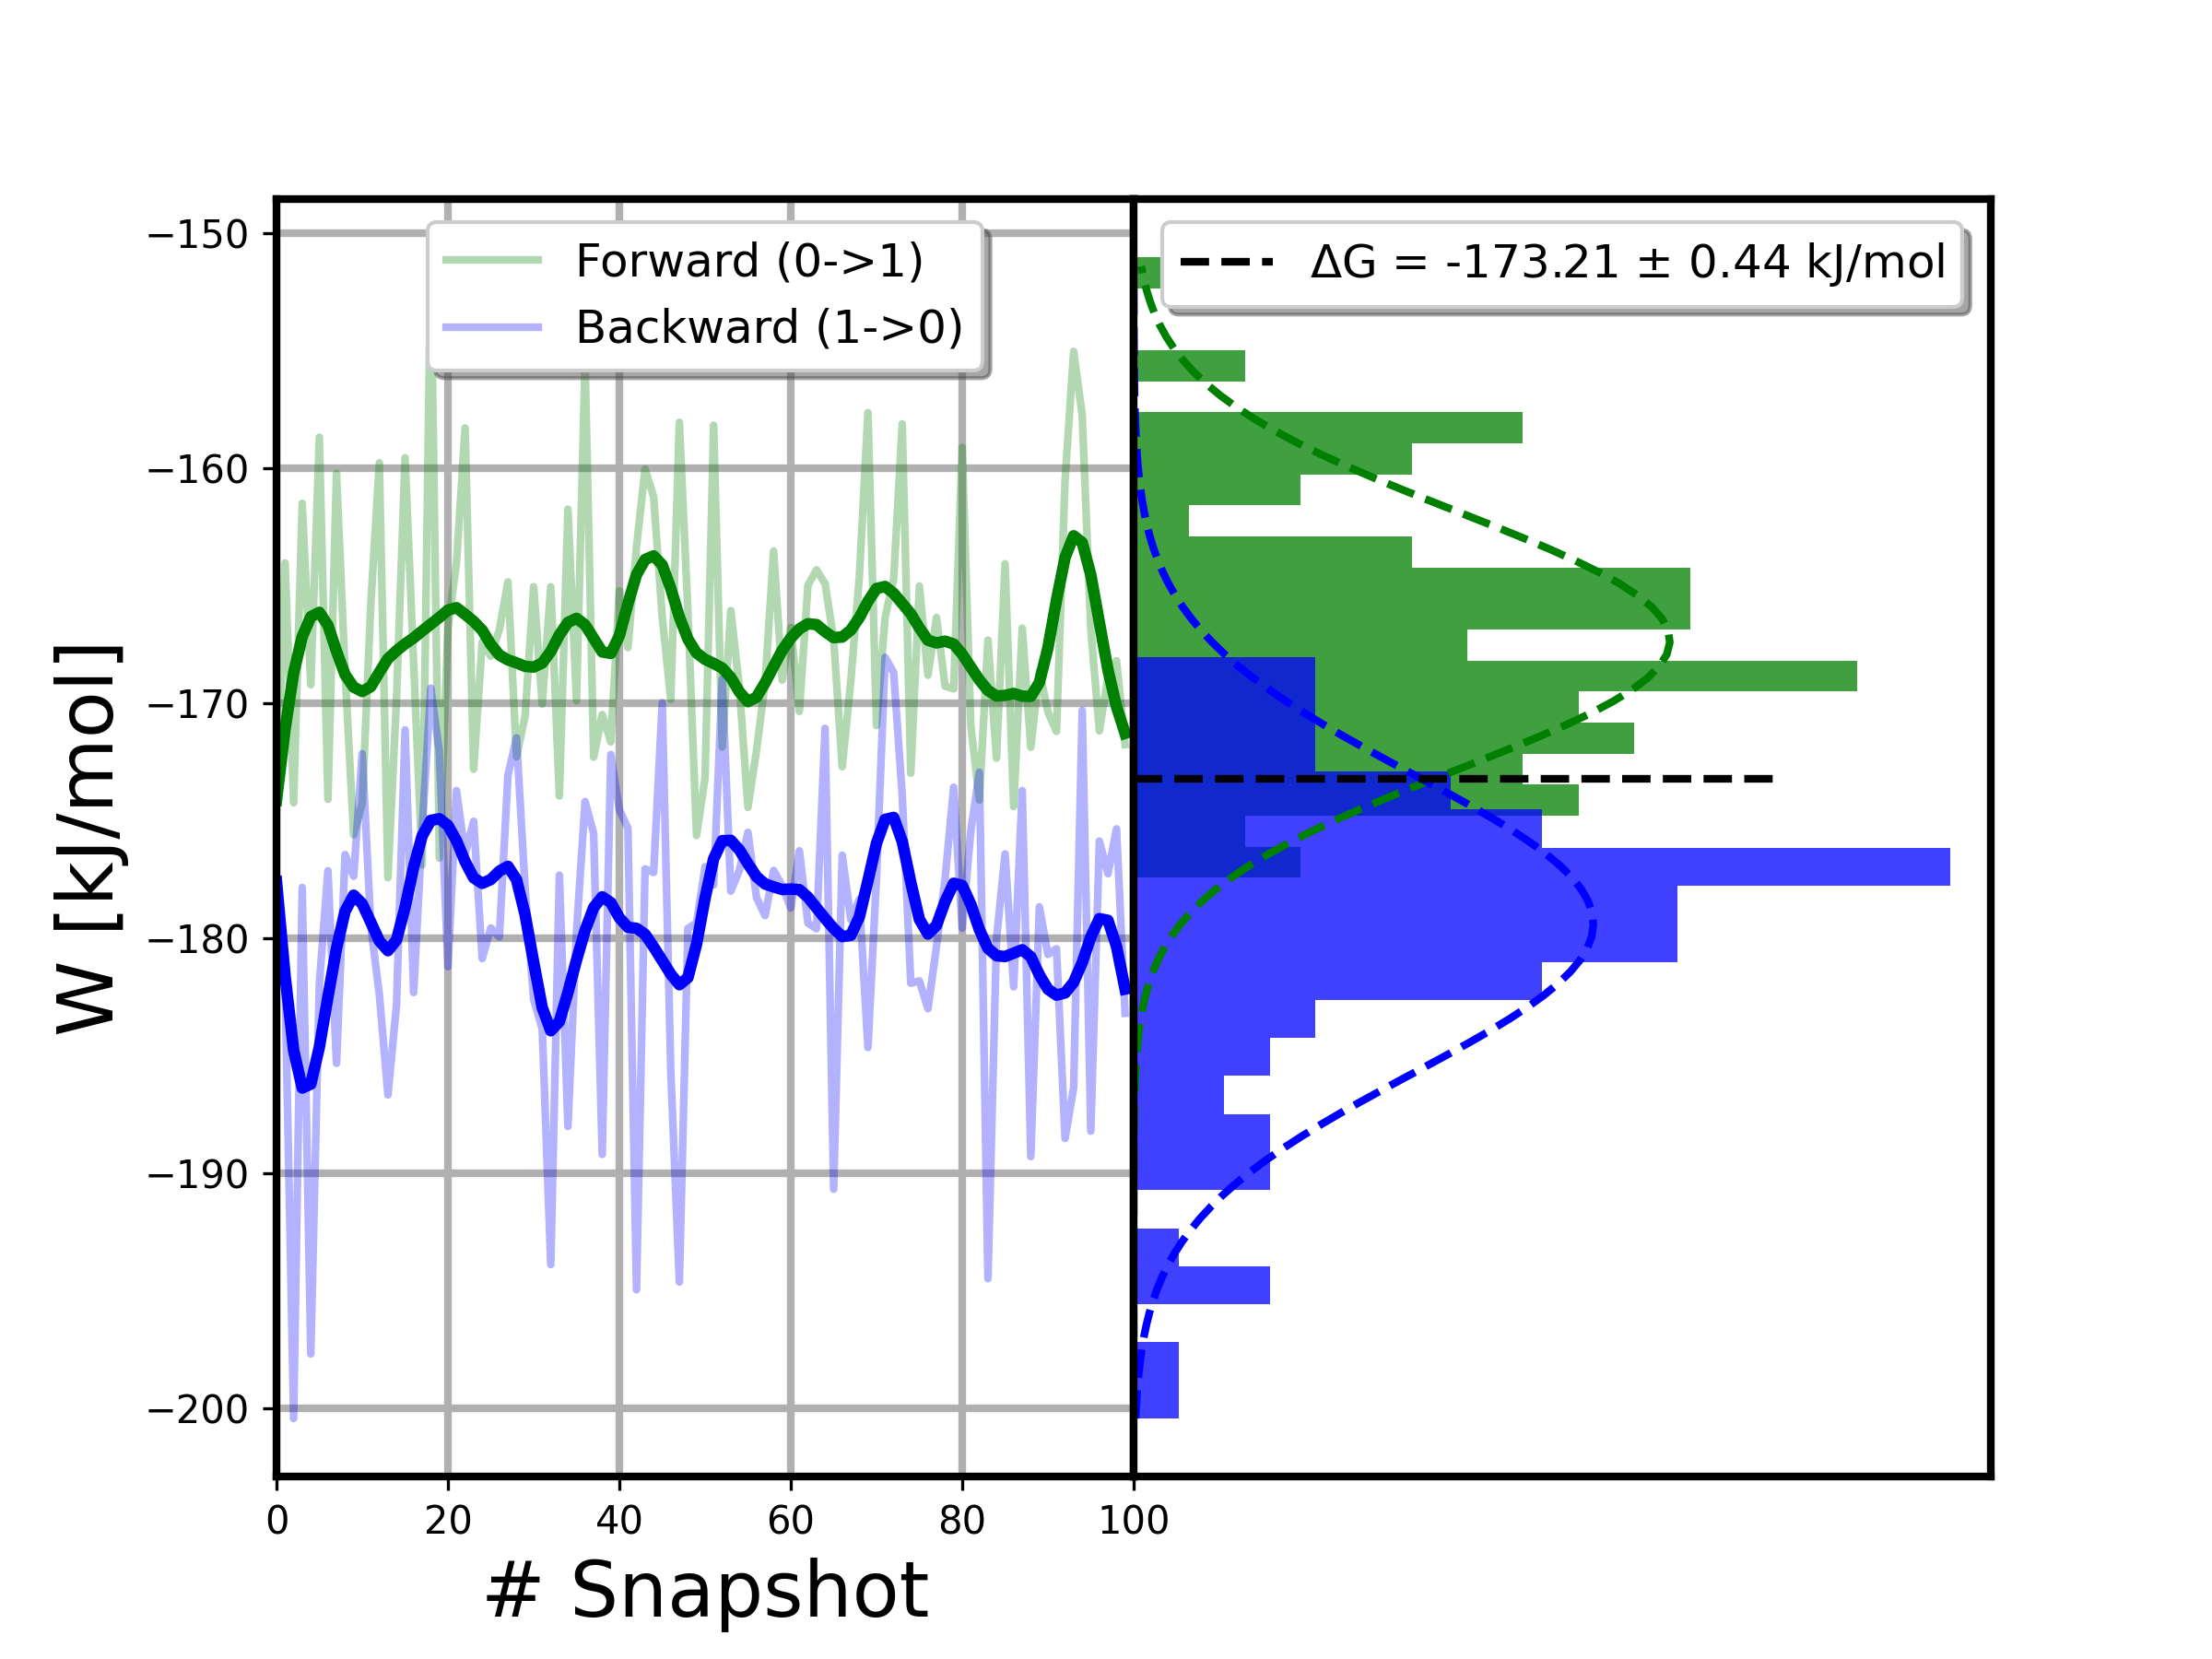 Forward (0->1)
Backward (1->0)
ΔG = -173.21 ± 0.44 kJ/mol
W [kJ/mol]
−150
−160
−170
−180
−190
−200
0 20 40 60 80 100
# Snapshot